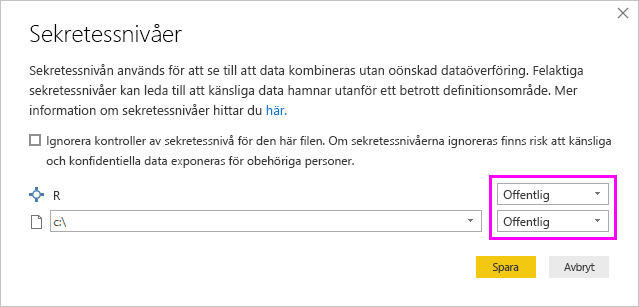 Sekretessnivåer
Sekretessnivån används för att se till att data kombineras utan oönskad dataöverföring. Felaktiga
sekretessnivåer kan leda till att känsliga data hamnar utanför ett betrott definitionsområde. Mer
information om sekretessnivåer hittar du här.
Ignorera kontroller av sekretessnivå för den här filen. Om sekretessnivåerna ignoreras finns risk att känsliga
och konfidentiella data exponeras för obehöriga personer.
R Offentlig
c:\ Offentlig
Spara Avbryt